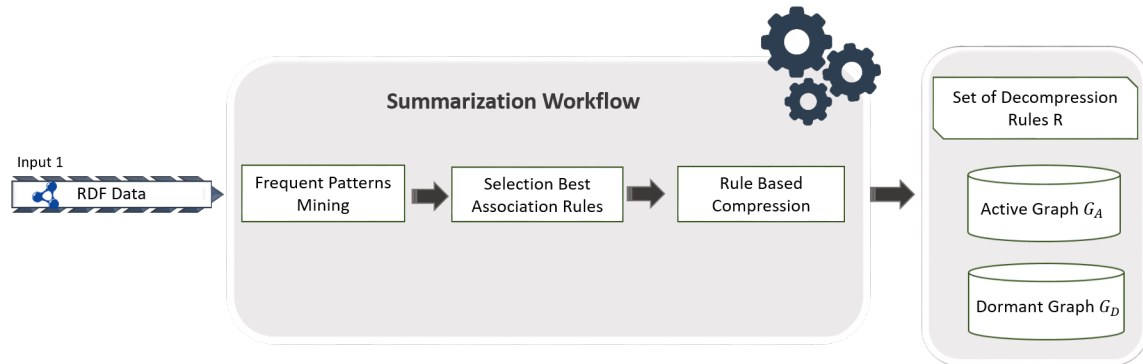 Summarization Workflow
Input 1
RDF Data
Frequent Patterns
Mining
Selection Best
Association Rules
Rule Based
Compression
Set of Decompression
Rules R
Active Graph G_A
Dormant Graph G_D